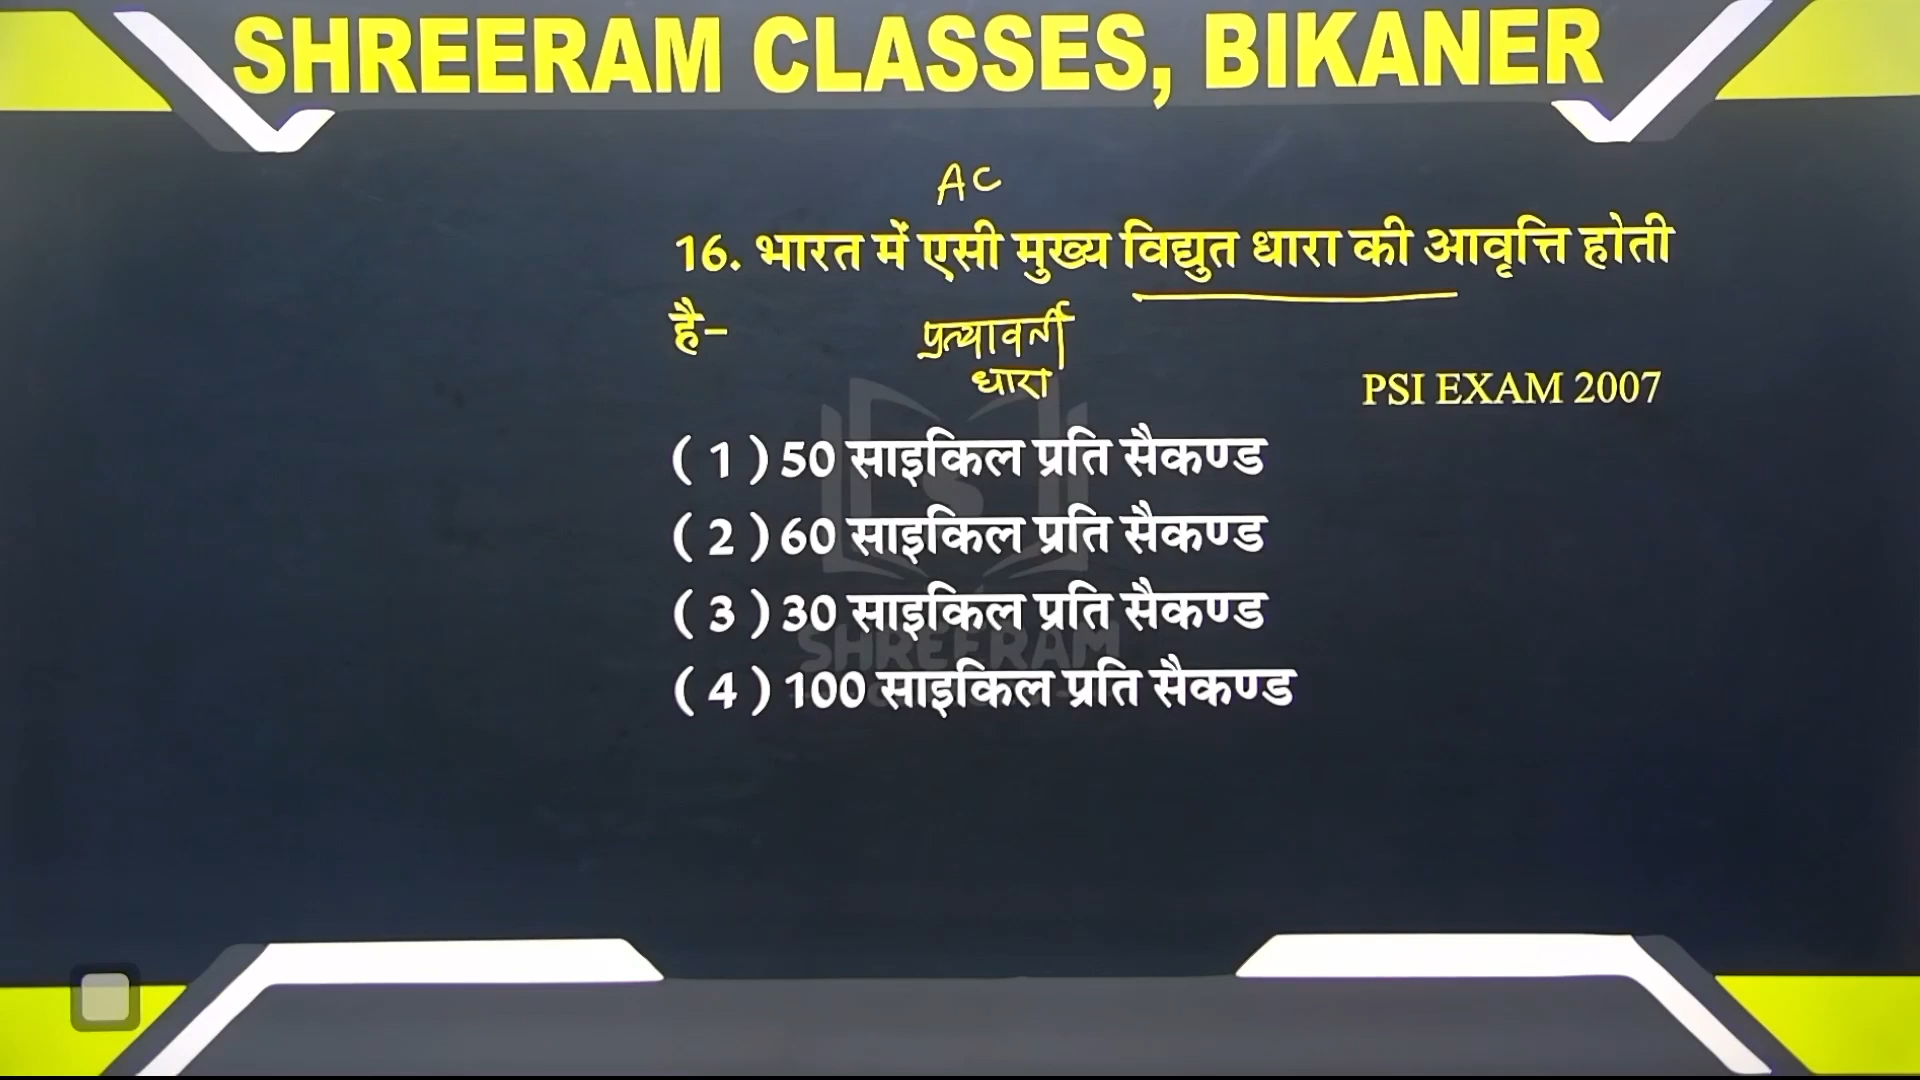 SHREERAM CLASSES, BIKANER
AC
16. भारत में एसी मुख्य विद्युत धारा की आवृत्ति होती
है-
प्रत्यावर्ती
धारा
PSI EXAM 2007
( 1 ) 50 साइकिल प्रति सैकण्ड
( 2 ) 60 साइकिल प्रति सैकण्ड
( 3 ) 30 साइकिल प्रति सैकण्ड
SHREERAM
( 4 ) 100 साइकिल प्रति सैकण्ड